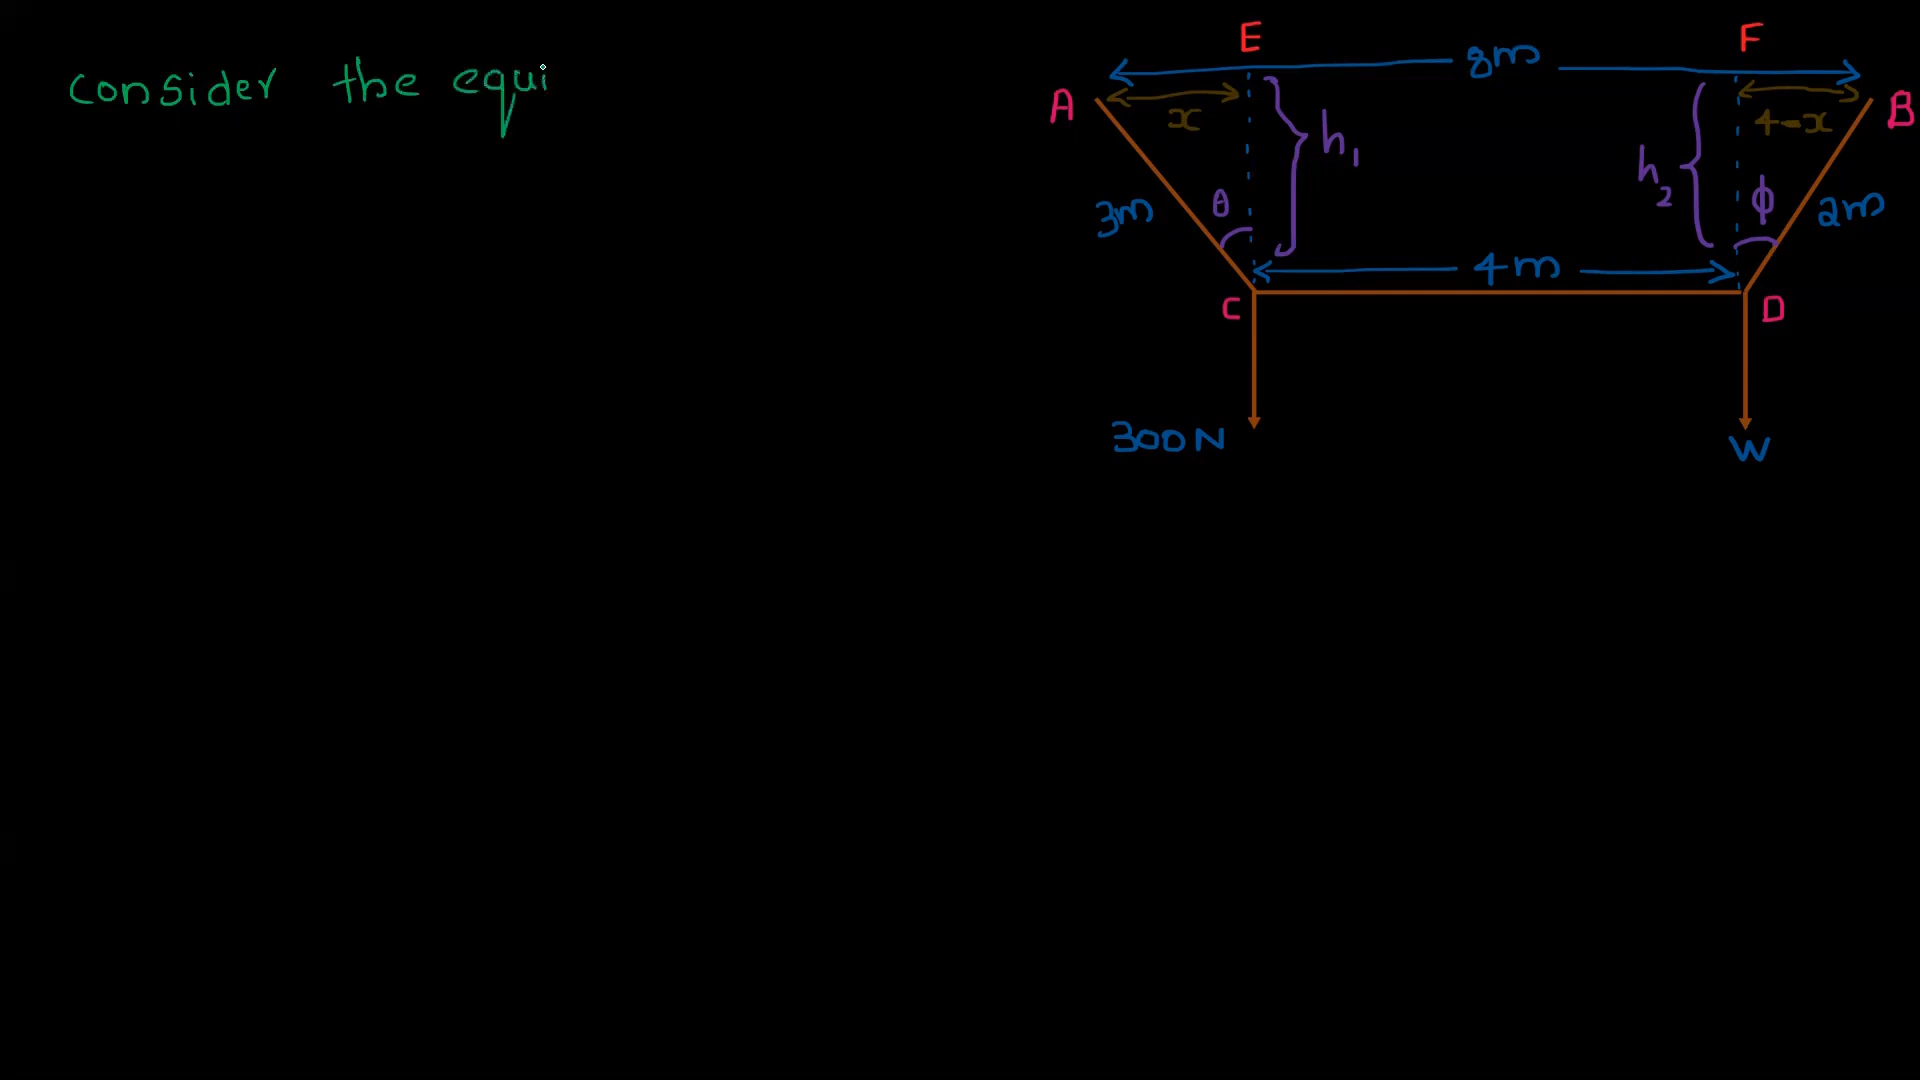 consider the equi
E
F
8m
A
x
h1
h2
4-x
B
3m
θ
ϕ
2m
4m
C
D
300N
W